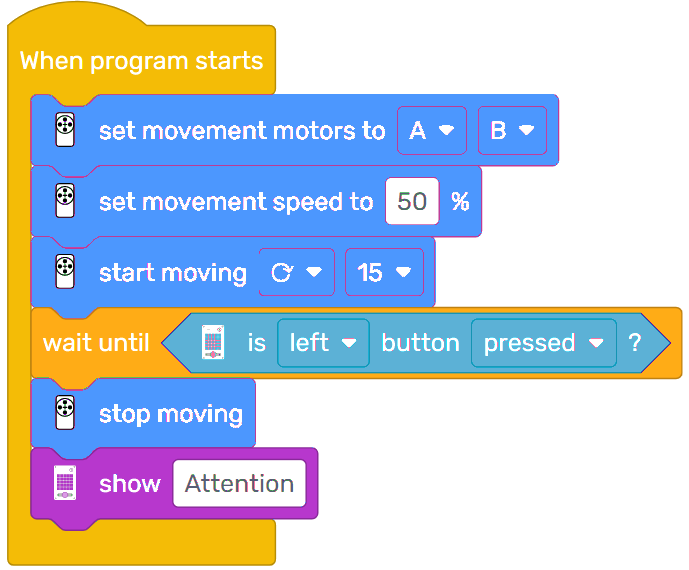 When program starts
set movement motors to A B
set movement speed to 50 %
start moving 15
wait until is left button pressed ?
stop moving
show Attention